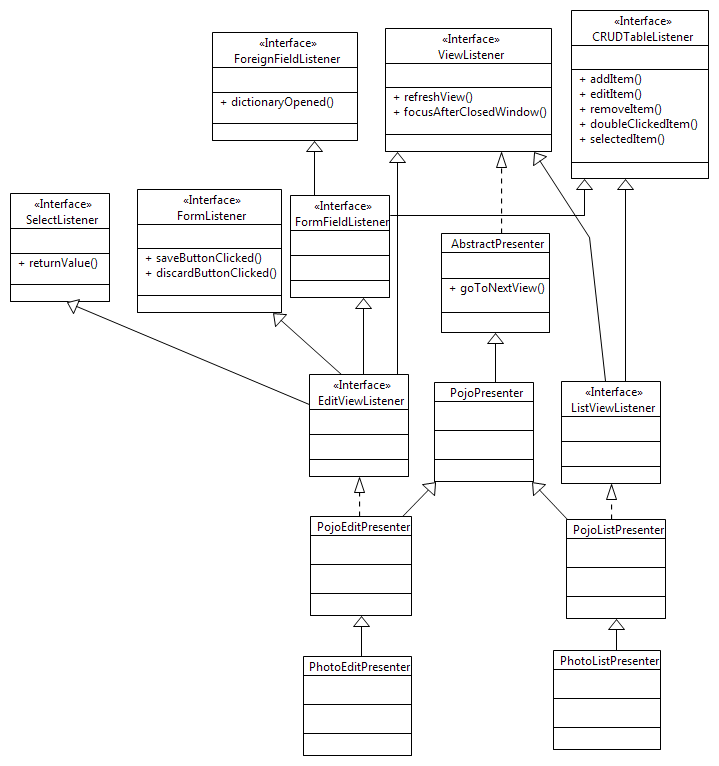 «Interface»
ForeignFieldListener
+ dictionaryOpened()
«Interface»
ViewListener
+ refreshView()
+ focusAfterClosedWindow()
«Interface»
CRUDTableListener
+ addItem()
+ editItem()
+ removeItem()
+ doubleClickedItem()
+ selectedItem()
«Interface»
SelectListener
+ returnValue()
«Interface»
FormListener
+ saveButtonClicked()
+ discardButtonClicked()
«Interface»
FormFieldListener
AbstractPresenter
+ goToNextView()
«Interface»
EditViewListener
PojoPresenter
«Interface»
ListViewListener
PojoEditPresenter
PojoListPresenter
PhotoEditPresenter
PhotoListPresenter